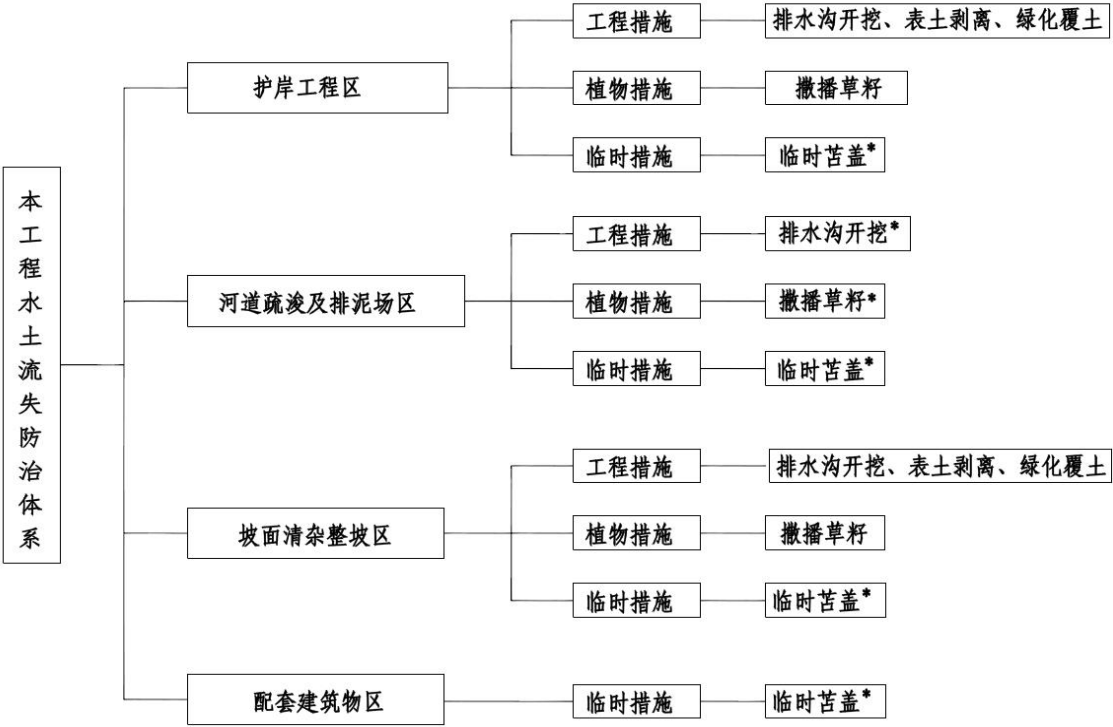 本工程水土流失防治体系
护岸工程区
工程措施
排水沟开挖、表土剥离、绿化覆土
植物措施
撒播草籽
临时措施
临时苫盖*
河道疏浚及排泥场区
工程措施
排水沟开挖*
植物措施
撒播草籽*
临时措施
临时苫盖*
坡面清杂整坡区
工程措施
排水沟开挖、表土剥离、绿化覆土
植物措施
撒播草籽
临时措施
临时苫盖*
配套建筑物区
临时措施
临时苫盖*